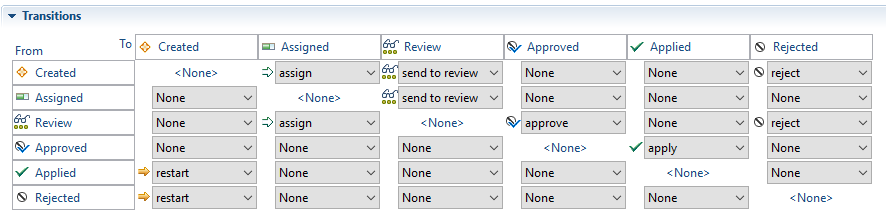 Transitions
From To Created Assigned Review Approved Applied Rejected
Created <None> assign send to review None None reject
Assigned None <None> send to review None None None
Review None assign <None> approve None reject
Approved None None None <None> apply None
Applied restart None None None <None> None
Rejected restart None None None None <None>